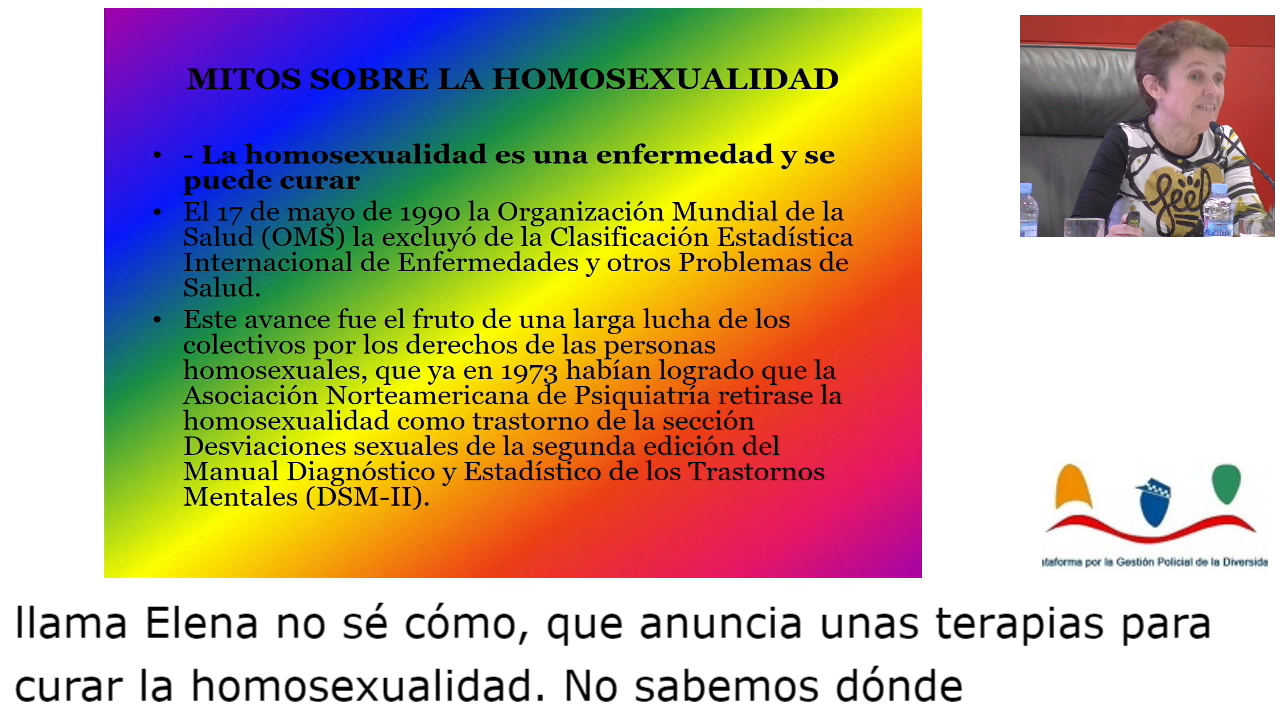 MITOS SOBRE LA HOMOSEXUALIDAD
• - La homosexualidad es una enfermedad y se
puede curar
• El 17 de mayo de 1990 la Organización Mundial de la
Salud (OMS) la excluyó de la Clasificación Estadística
Internacional de Enfermedades y otros Problemas de
Salud.
• Este avance fue el fruto de una larga lucha de los
colectivos por los derechos de las personas
homosexuales, que ya en 1973 habían logrado que la
Asociación Norteamericana de Psiquiatría retirase la
homosexualidad como trastorno de la sección
Desviaciones sexuales de la segunda edición del
Manual Diagnóstico y Estadístico de los Trastornos
Mentales (DSM-II).
feel
ataforma por la Gestión Policial de la Diversida
llama Elena no sé cómo, que anuncia unas terapias para
curar la homosexualidad. No sabemos dónde